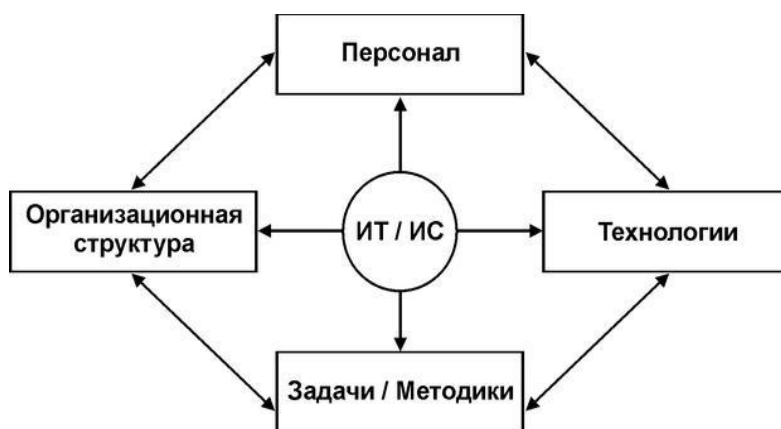 Персонал
Организационная
структура
ИТ / ИС
Технологии
Задачи / Методики